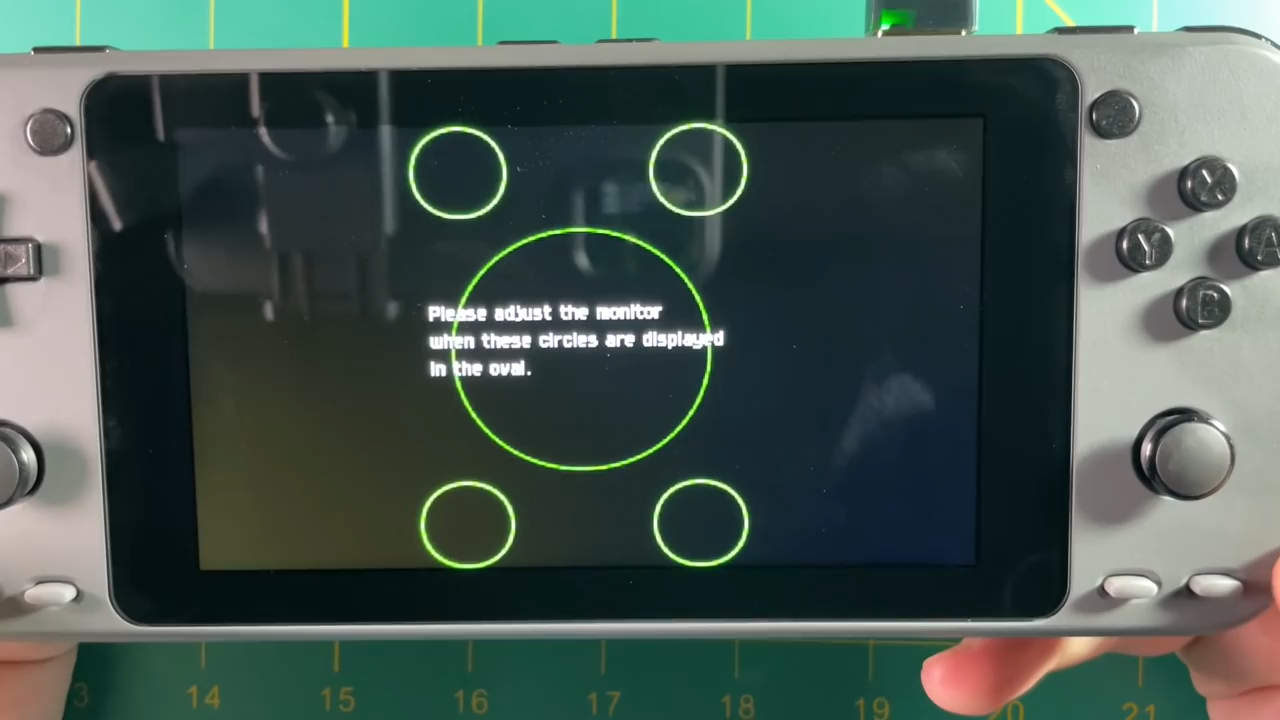 X
Y
A
B
Please adjust the monitor
when these circles are displayed
in the oval.
3 14 15 16 17 18 19 20 21